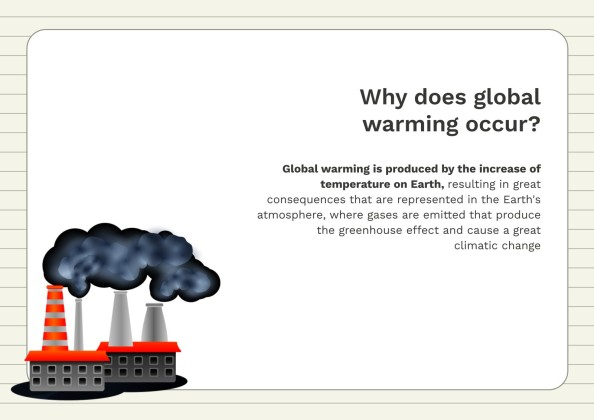 Why does global
warming occur?
Global warming is produced by the increase of
temperature on Earth, resulting in great
consequences that are represented in the Earth's
atmosphere, where gases are emitted that produce
the greenhouse effect and cause a great
climatic change